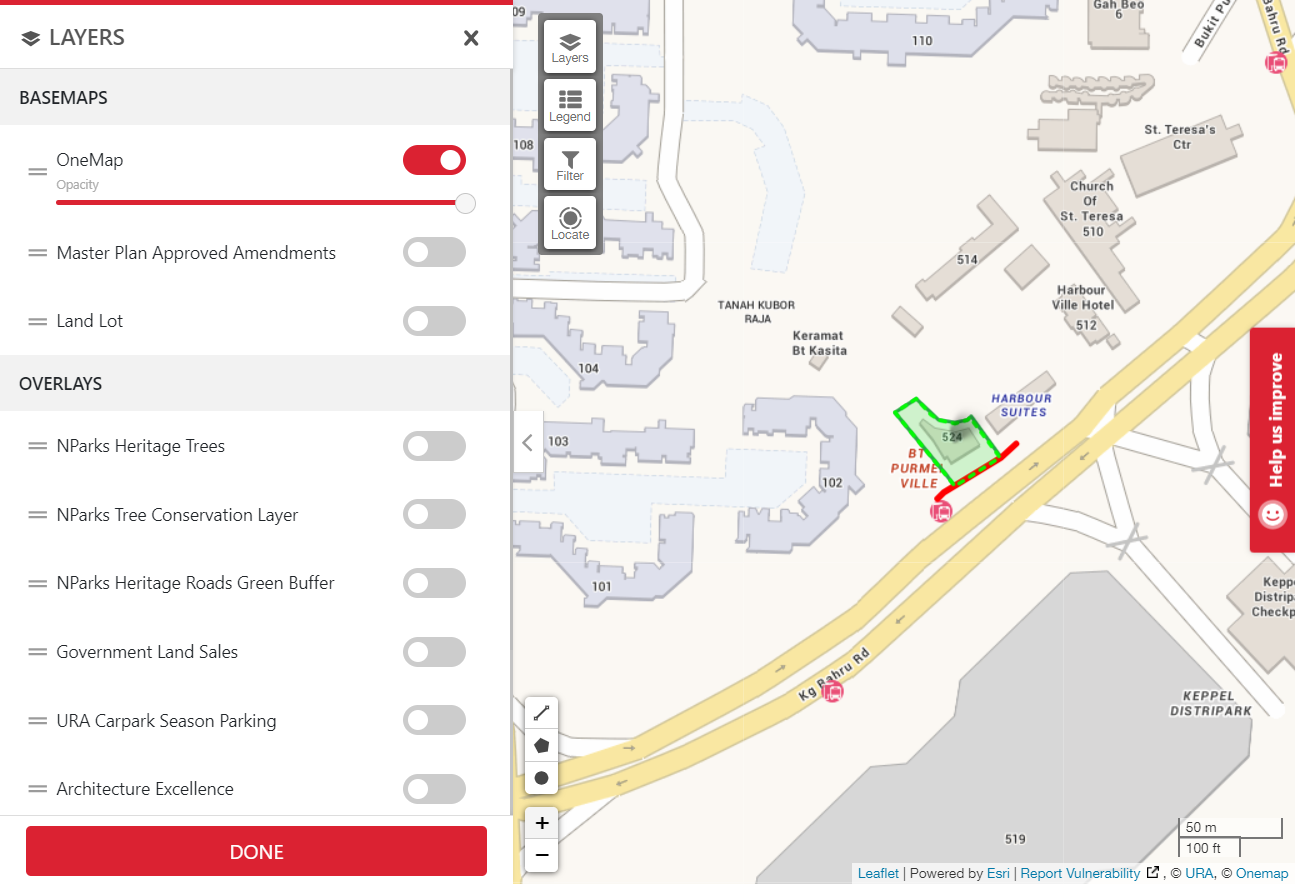 LAYERS
BASEMAPS
OneMap
Opacity
Master Plan Approved Amendments
Land Lot
OVERLAYS
NParks Heritage Trees
NParks Tree Conservation Layer
NParks Heritage Roads Green Buffer
Government Land Sales
URA Carpark Season Parking
Architecture Excellence
DONE
Layers
Legend
Filter
Locate
09
110
Gah Beo
6
Bukit Pu
Bahru Rd
108
St. Teresa's
Ctr
Church
Of
St. Teresa
510
514
Harbour
Ville Hotel
512
TANAH KUBOR
RAJA
Keramat
Bt Kasita
104
HARBOUR
SUITES
103
524
BT
PURMEI
VILLE
102
101
Help us improve
Kepp
Distripa
Checkp
Kg Bahru Rd
KEPPEL
DISTRIPARK
519
+
−
50 m
100 ft
Leaflet | Powered by Esri | Report Vulnerability , © URA, © Onemap